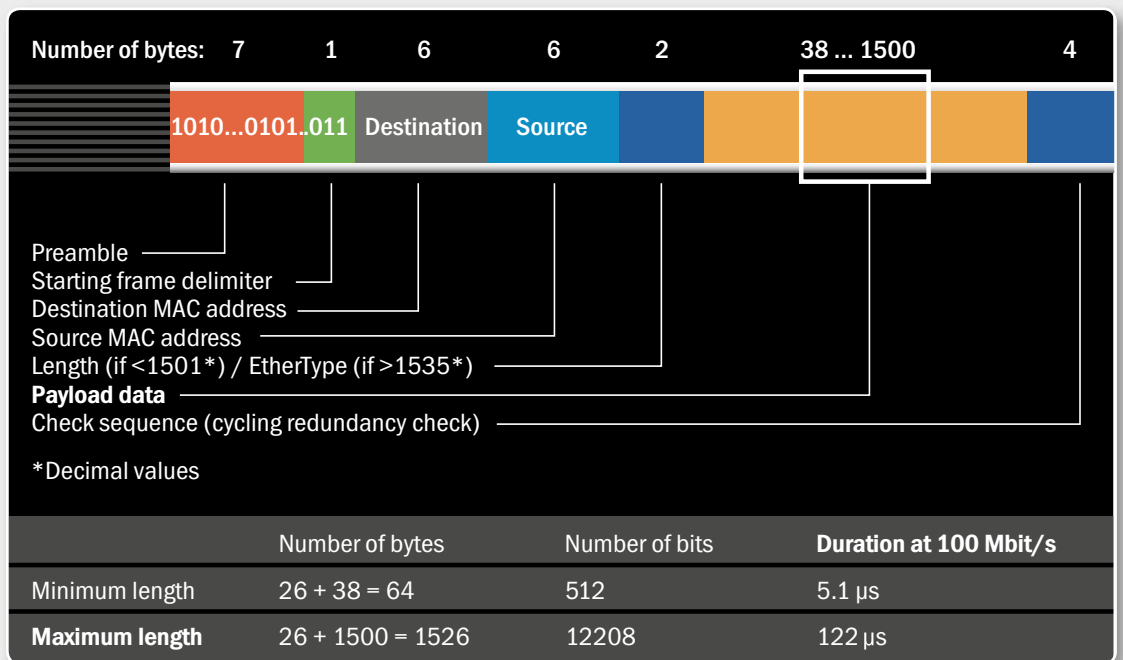 Number of bytes: 7 1 6 6 2 38 ... 1500 4
1010...0101..011 Destination Source
Preamble
Starting frame delimiter
Destination MAC address
Source MAC address
Length (if <1501*) / EtherType (if >1535*)
Payload data
Check sequence (cycling redundancy check)
*Decimal values
Number of bytes Number of bits Duration at 100 Mbit/s
Minimum length 26 + 38 = 64 512 5.1 µs
Maximum length 26 + 1500 = 1526 12208 122 µs